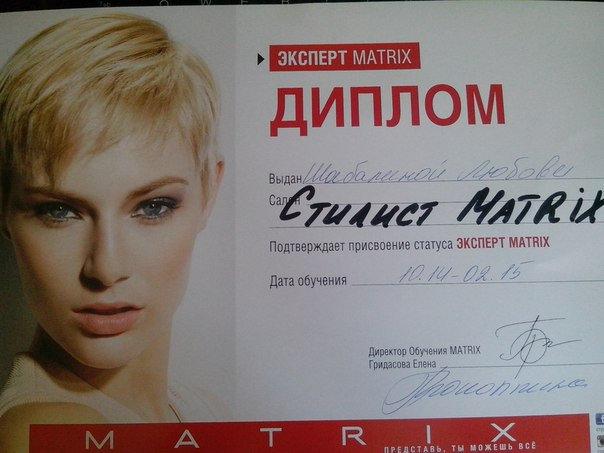 ЭКСПЕРТ MATRIX
ДИПЛОМ
Выдан Шабалиной Любови
Салон
Стилист MATRIX
Подтверждает присвоение статуса ЭКСПЕРТ MATRIX
Дата обучения 10.14-02.15
Директор Обучения MATRIX
Гридасова Елена
MATRIX
ПРЕДСТАВЬ, ТЫ МОЖЕШЬ ВСЁ